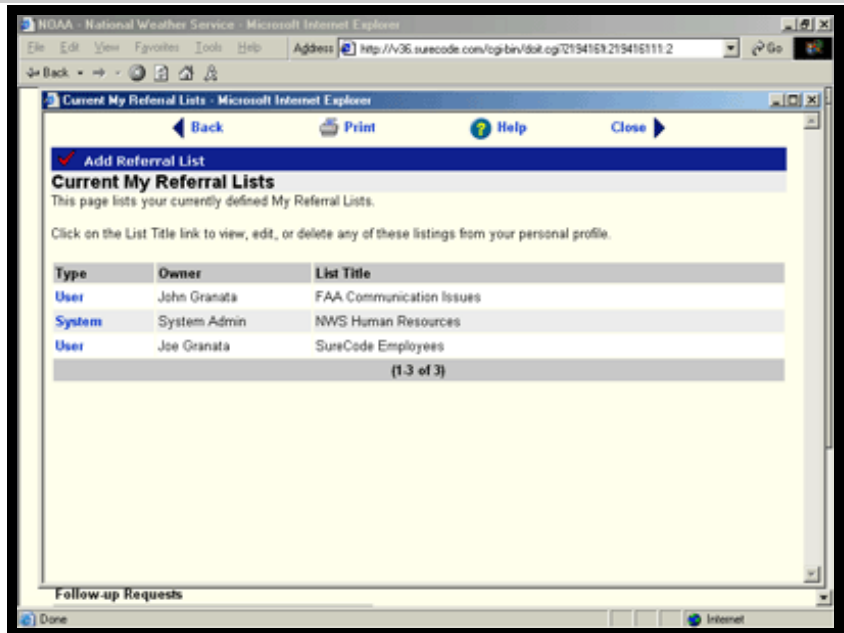 NOAA - National Weather Service - Microsoft Internet Explorer
File Edit View Favorites Tools Help Address http://v36.surecode.com/cgi-bin/doit.cgi?2194169.219416111.2 Go
Back
Current My Referral Lists - Microsoft Internet Explorer
Back Print Help Close
Add Referral List
Current My Referral Lists
This page lists your currently defined My Referral Lists.
Click on the List Title link to view, edit, or delete any of these listings from your personal profile.
Type Owner List Title
User John Granata FAA Communication Issues
System System Admin NWS Human Resources
User Joe Granata SureCode Employees
(1-3 of 3)
Follow-up Requests
Done Internet